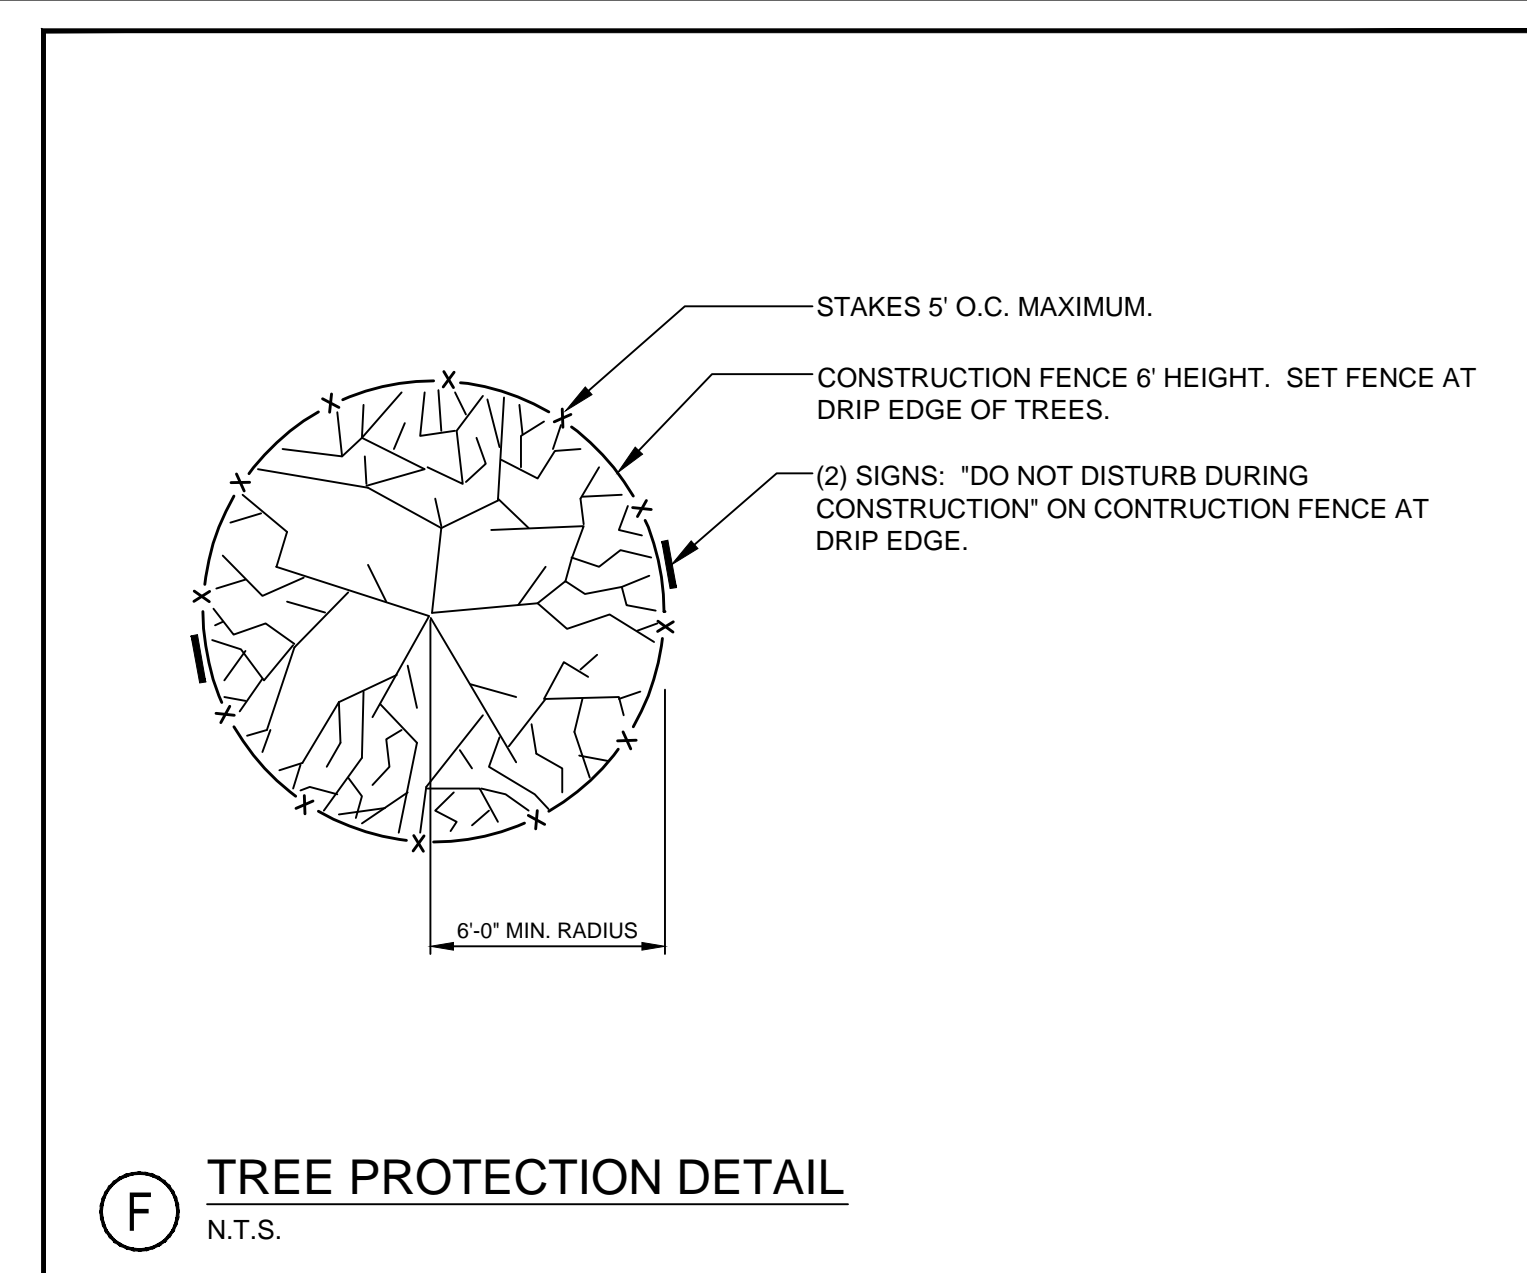 STAKES 5' O.C. MAXIMUM.
CONSTRUCTION FENCE 6' HEIGHT.  SET FENCE AT
DRIP EDGE OF TREES.
(2) SIGNS:  "DO NOT DISTURB DURING
CONSTRUCTION" ON CONTRUCTION FENCE AT
DRIP EDGE.
6'-0" MIN. RADIUS
F
TREE PROTECTION DETAIL
N.T.S.